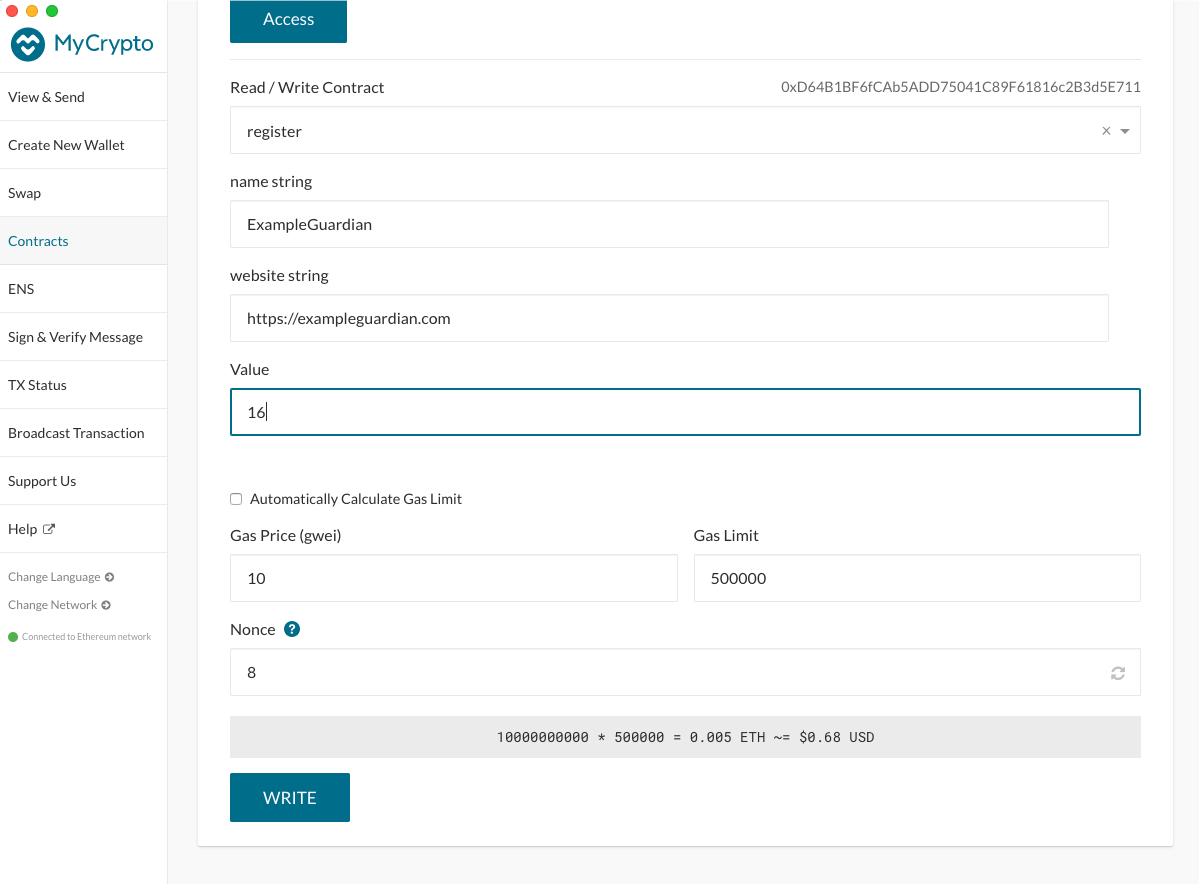 MyCrypto
View & Send
Create New Wallet
Swap
Contracts
ENS
Sign & Verify Message
TX Status
Broadcast Transaction
Support Us
Help
Change Language
Change Network
Connected to Ethereum network
Access
Read / Write Contract 0xD64B1BF6fCAb5ADD75041C89F61816c2B3d5E711
register
name string
ExampleGuardian
website string
https://exampleguardian.com
Value
16
Automatically Calculate Gas Limit
Gas Price (gwei) Gas Limit
10 500000
Nonce ?
8
10000000000 * 500000 = 0.005 ETH ~= $0.68 USD
WRITE